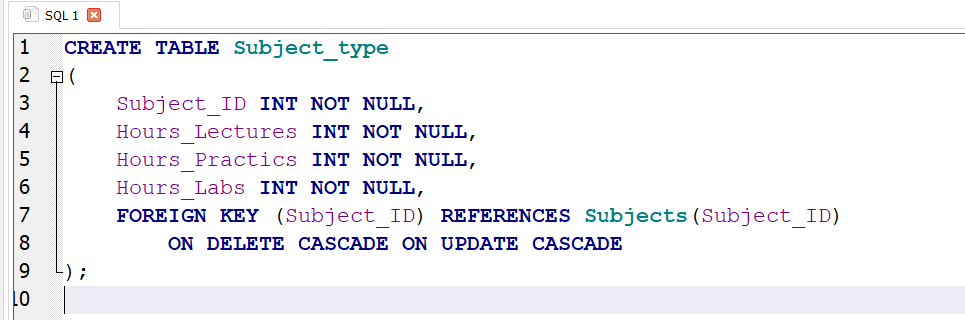 SQL 1
1 CREATE TABLE Subject_type
2 (
3 Subject_ID INT NOT NULL,
4 Hours_Lectures INT NOT NULL,
5 Hours_Practics INT NOT NULL,
6 Hours_Labs INT NOT NULL,
7 FOREIGN KEY (Subject_ID) REFERENCES Subjects(Subject_ID)
8 ON DELETE CASCADE ON UPDATE CASCADE
9 );
10